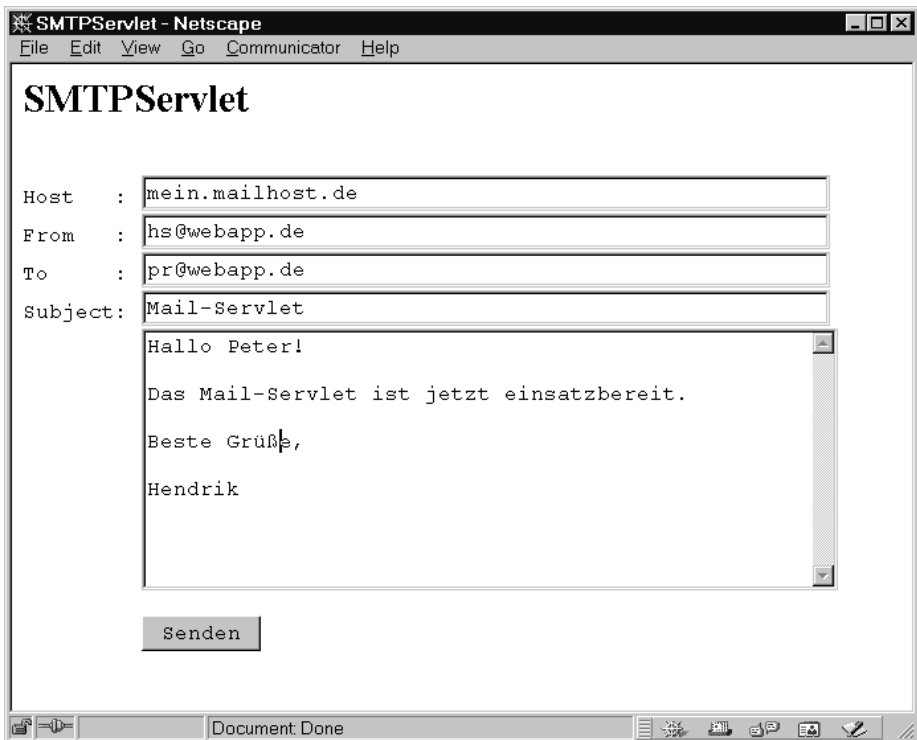 SMTPServlet - Netscape
File Edit View Go Communicator Help
SMTPServlet
Host : mein.mailhost.de
From : hs@webapp.de
To : pr@webapp.de
Subject: Mail-Servlet
Hallo Peter!
Das Mail-Servlet ist jetzt einsatzbereit.
Beste Grüße,
Hendrik
Senden
Document: Done